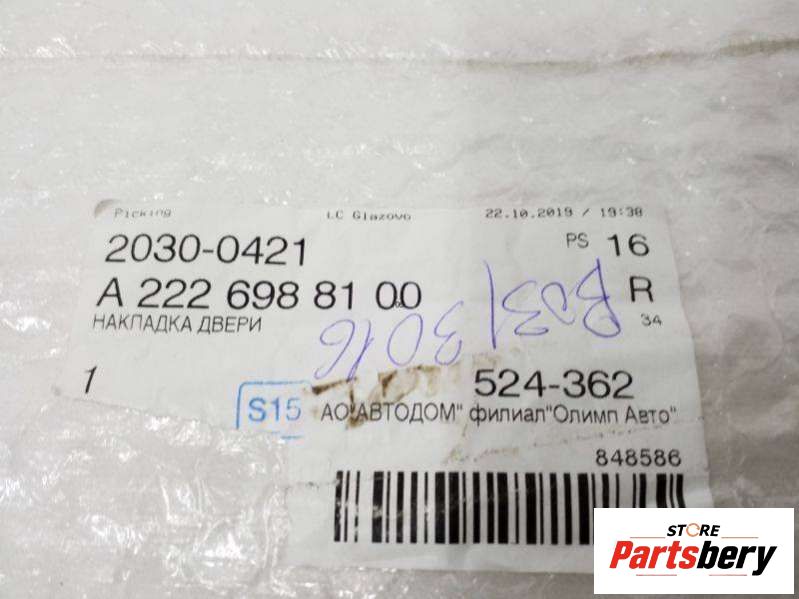 Picking LC Glazovo 22.10.2019 / 19:38
2030-0421 PS 16
A 222 698 81 00 R
НАКЛАДКА ДВЕРИ 34
1 524-362
S15 АО"АВТОДОМ" филиал"Олимп Авто"
848586
STORE
Partsbery